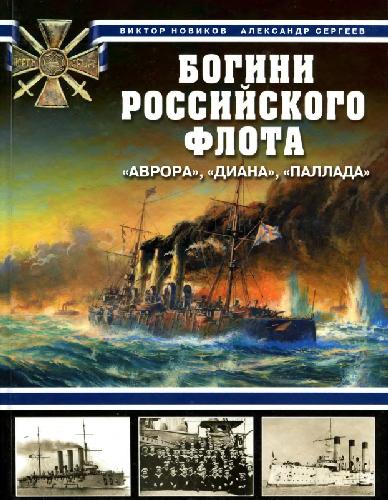 ВИКТОР НОВИКОВ АЛЕКСАНДР СЕРГЕЕВ
БОГИНИ
РОССИЙСКОГО
ФЛОТА
«АВРОРА», «ДИАНА», «ПАЛЛАДА»